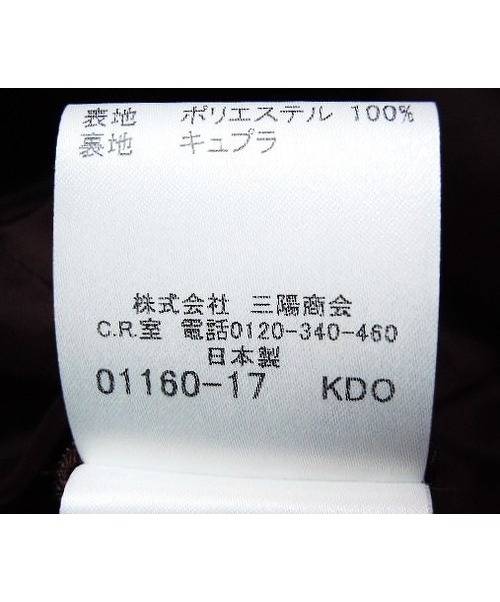 表地 ポリエステル 100%
裏地 キュプラ
株式会社 三陽商会
C.R.室 電話0120-340-460
日本製
01160-17 KDO